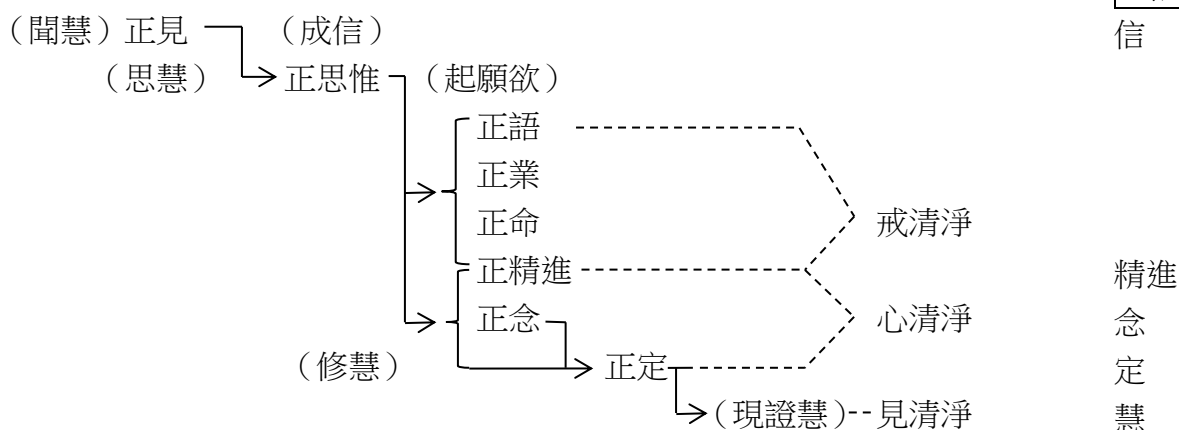 （聞慧）正見 （成信） 信
（思慧） 正思惟 （起願欲）
正語
正業
正命 戒清淨
正精進 精進
正念 心清淨 念
（修慧） 正定 定
（現證慧） 見清淨 慧